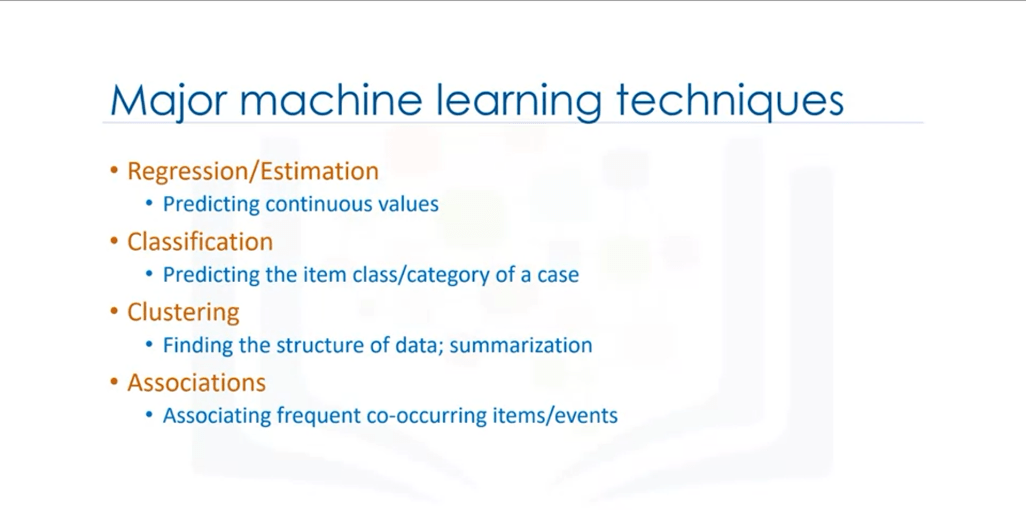 Major machine learning techniques
• Regression/Estimation
• Predicting continuous values
• Classification
• Predicting the item class/category of a case
• Clustering
• Finding the structure of data; summarization
• Associations
• Associating frequent co-occurring items/events